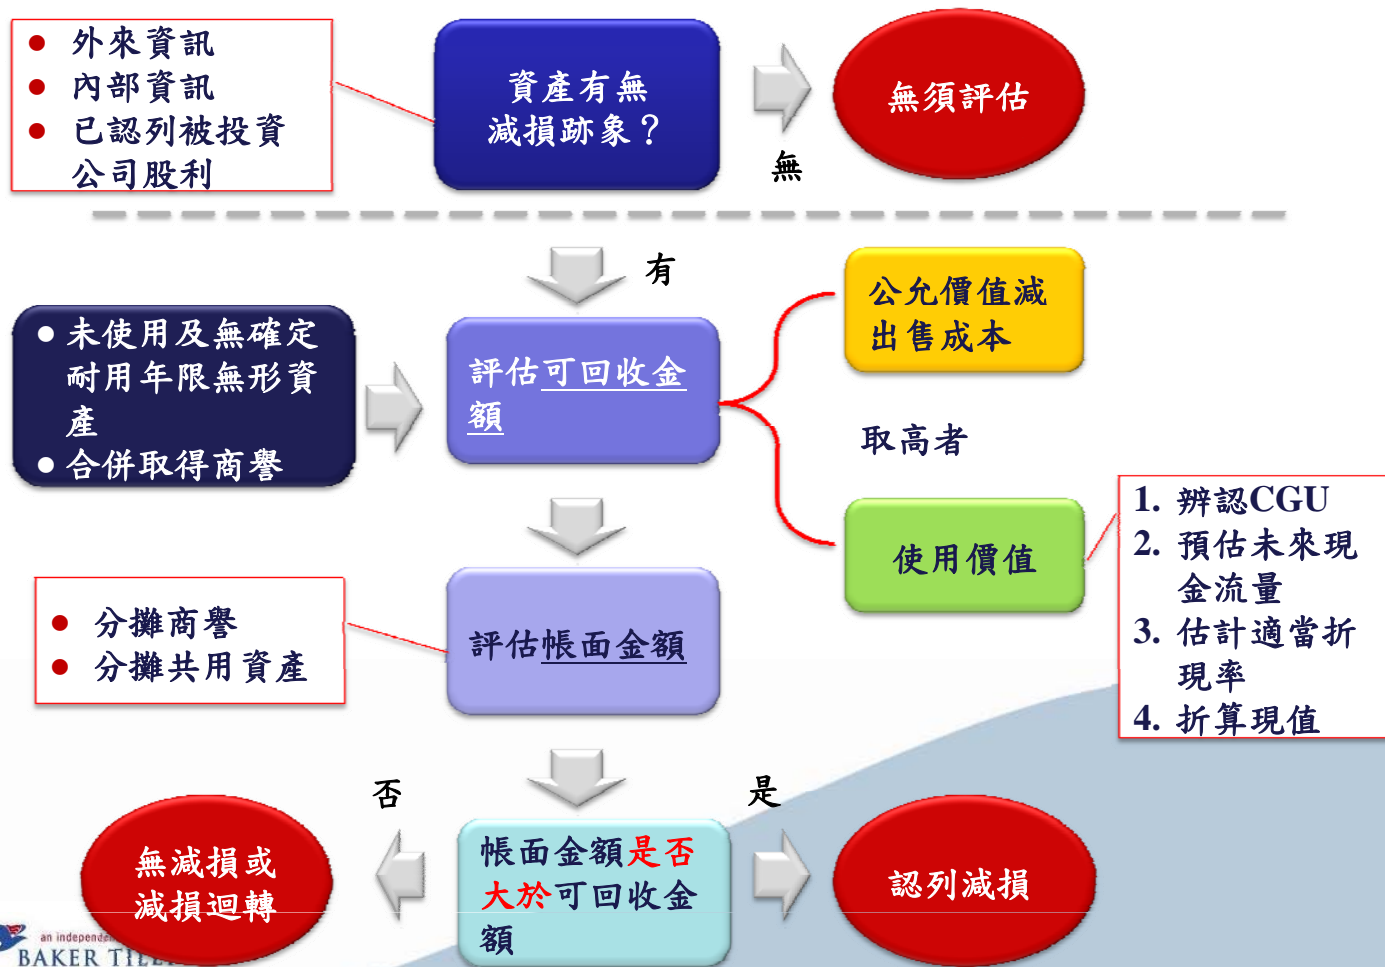 外來資訊
內部資訊
已認列被投資
公司股利
資產有無
減損跡象？
無
無須評估
有
未使用及無確定
耐用年限無形資
產
合併取得商譽
評估可回收金
額
公允價值減
出售成本
取高者
使用價值
1. 辨認CGU
2. 預估未來現
金流量
3. 估計適當折
現率
4. 折算現值
分攤商譽
分攤共用資產
評估帳面金額
否
是
無減損或
減損迴轉
帳面金額是否
大於可回收金
額
認列減損
an
BAKER